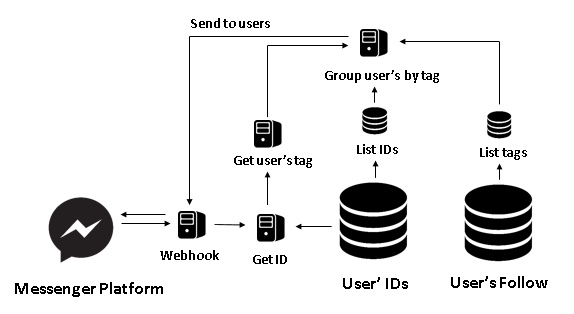 Send to users
Group user's by tag
Get user's tag
List IDs
List tags
Webhook
Get ID
User' IDs
User's Follow
Messenger Platform